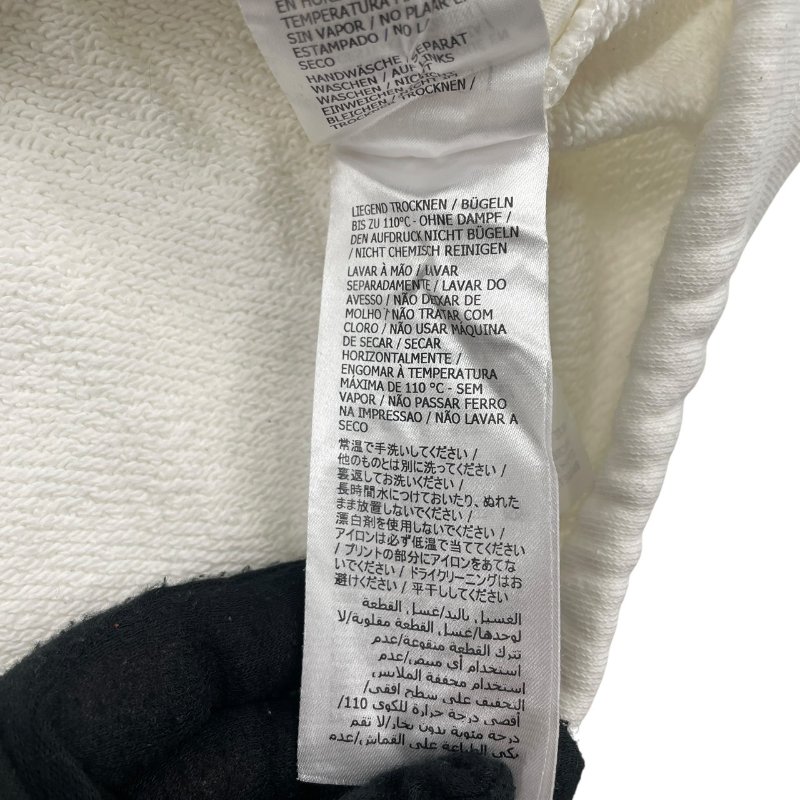 EN HORI
TEMPERATURA
SIN VAPOR / NO PLA
ESTAMPADO / NO L
SECO
HANDWÄSCHE / SEPARAT
WASCHEN / AUF LINKS
WASCHEN / NICHT
EINWEICHEN
BLEICHEN / TROCKNEN /
LIEGEND TROCKNEN / BÜGELN
BIS ZU 110°C - OHNE DAMPF /
DEN AUFDRUCK NICHT BÜGELN
/ NICHT CHEMISCH REINIGEN
LAVAR À MÃO / LAVAR
SEPARADAMENTE / LAVAR DO
AVESSO / NÃO DEIXAR DE
MOLHO / NÃO TRATAR COM
CLORO / NÃO USAR MÁQUINA
DE SECAR / SECAR
HORIZONTALMENTE /
ENGOMAR À TEMPERATURA
MÁXIMA DE 110 °C - SEM
VAPOR / NÃO PASSAR FERRO
NA IMPRESSAO / NÃO LAVAR A
SECO
常温で手洗いしてください /
他のものとは別に洗ってください /
裏返してお洗いください /
長時間水につけておいたり、ぬれた
まま放置しないでください /
漂白剤を使用しないでください /
アイロンは必ず低温で当ててください
/ プリントの部分にアイロンをあてな
いでください / ドライクリーニングはお
避けください / 平干ししてください /
الغسيل باليد/غسل القطعة
لوحدها/غسل القطعة مقلوبة/لا
تترك القطعة منقوعة/عدم
استخدام أي مبيض/عدم
استخدام مجففة الملابس
/التجفيف على سطح افقي
أقصى درجة حرارة للكوي 110/
درجة مئوية بدون بخار/لا تقم
بكي الطباعة على القماش/عدم